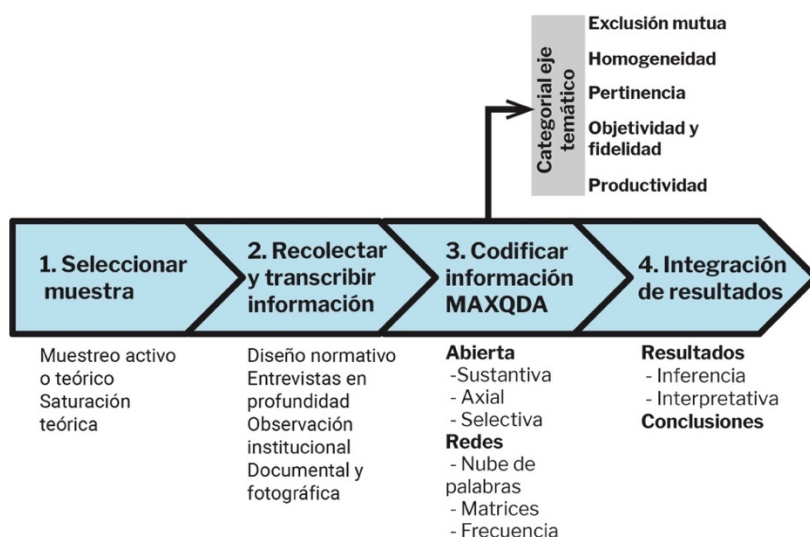 Exclusión mutua
Homogeneidad
Pertinencia
Objetividad y
fidelidad
Productividad
Categorial eje
temático
1. Seleccionar
muestra
2. Recolectar
y transcribir
información
3. Codificar
información
MAXQDA
4. Integración
de resultados
Muestreo activo
o teórico
Saturación
teórica
Diseño normativo
Entrevistas en
profundidad
Observación
institucional
Documental y
fotográfica
Abierta
-Sustantiva
- Axial
- Selectiva
Redes
- Nube de
palabras
- Matrices
- Frecuencia
Resultados
- Inferencia
- Interpretativa
Conclusiones